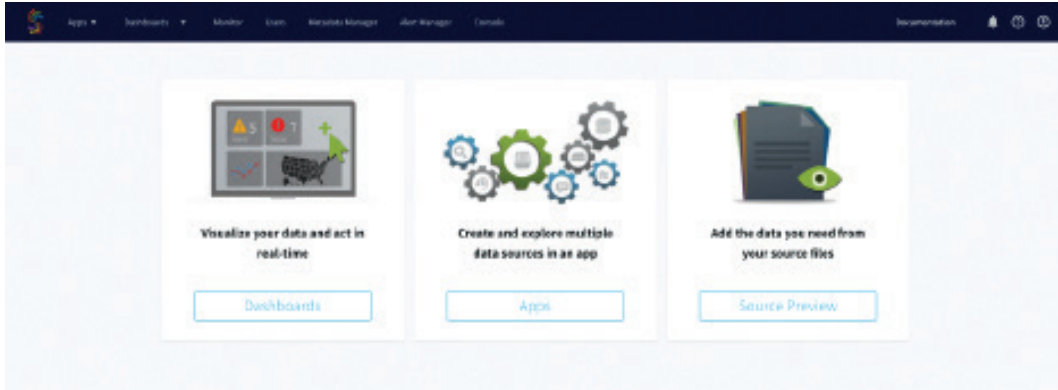 Apps Dashboards Monitor Users Metadata Manager Alert Manager Console Documentation
5 1
Visualize your data and act in
real-time
Dashboards
Create and explore multiple
data sources in an app
Apps
Add the data you need from
your source files
Source Preview